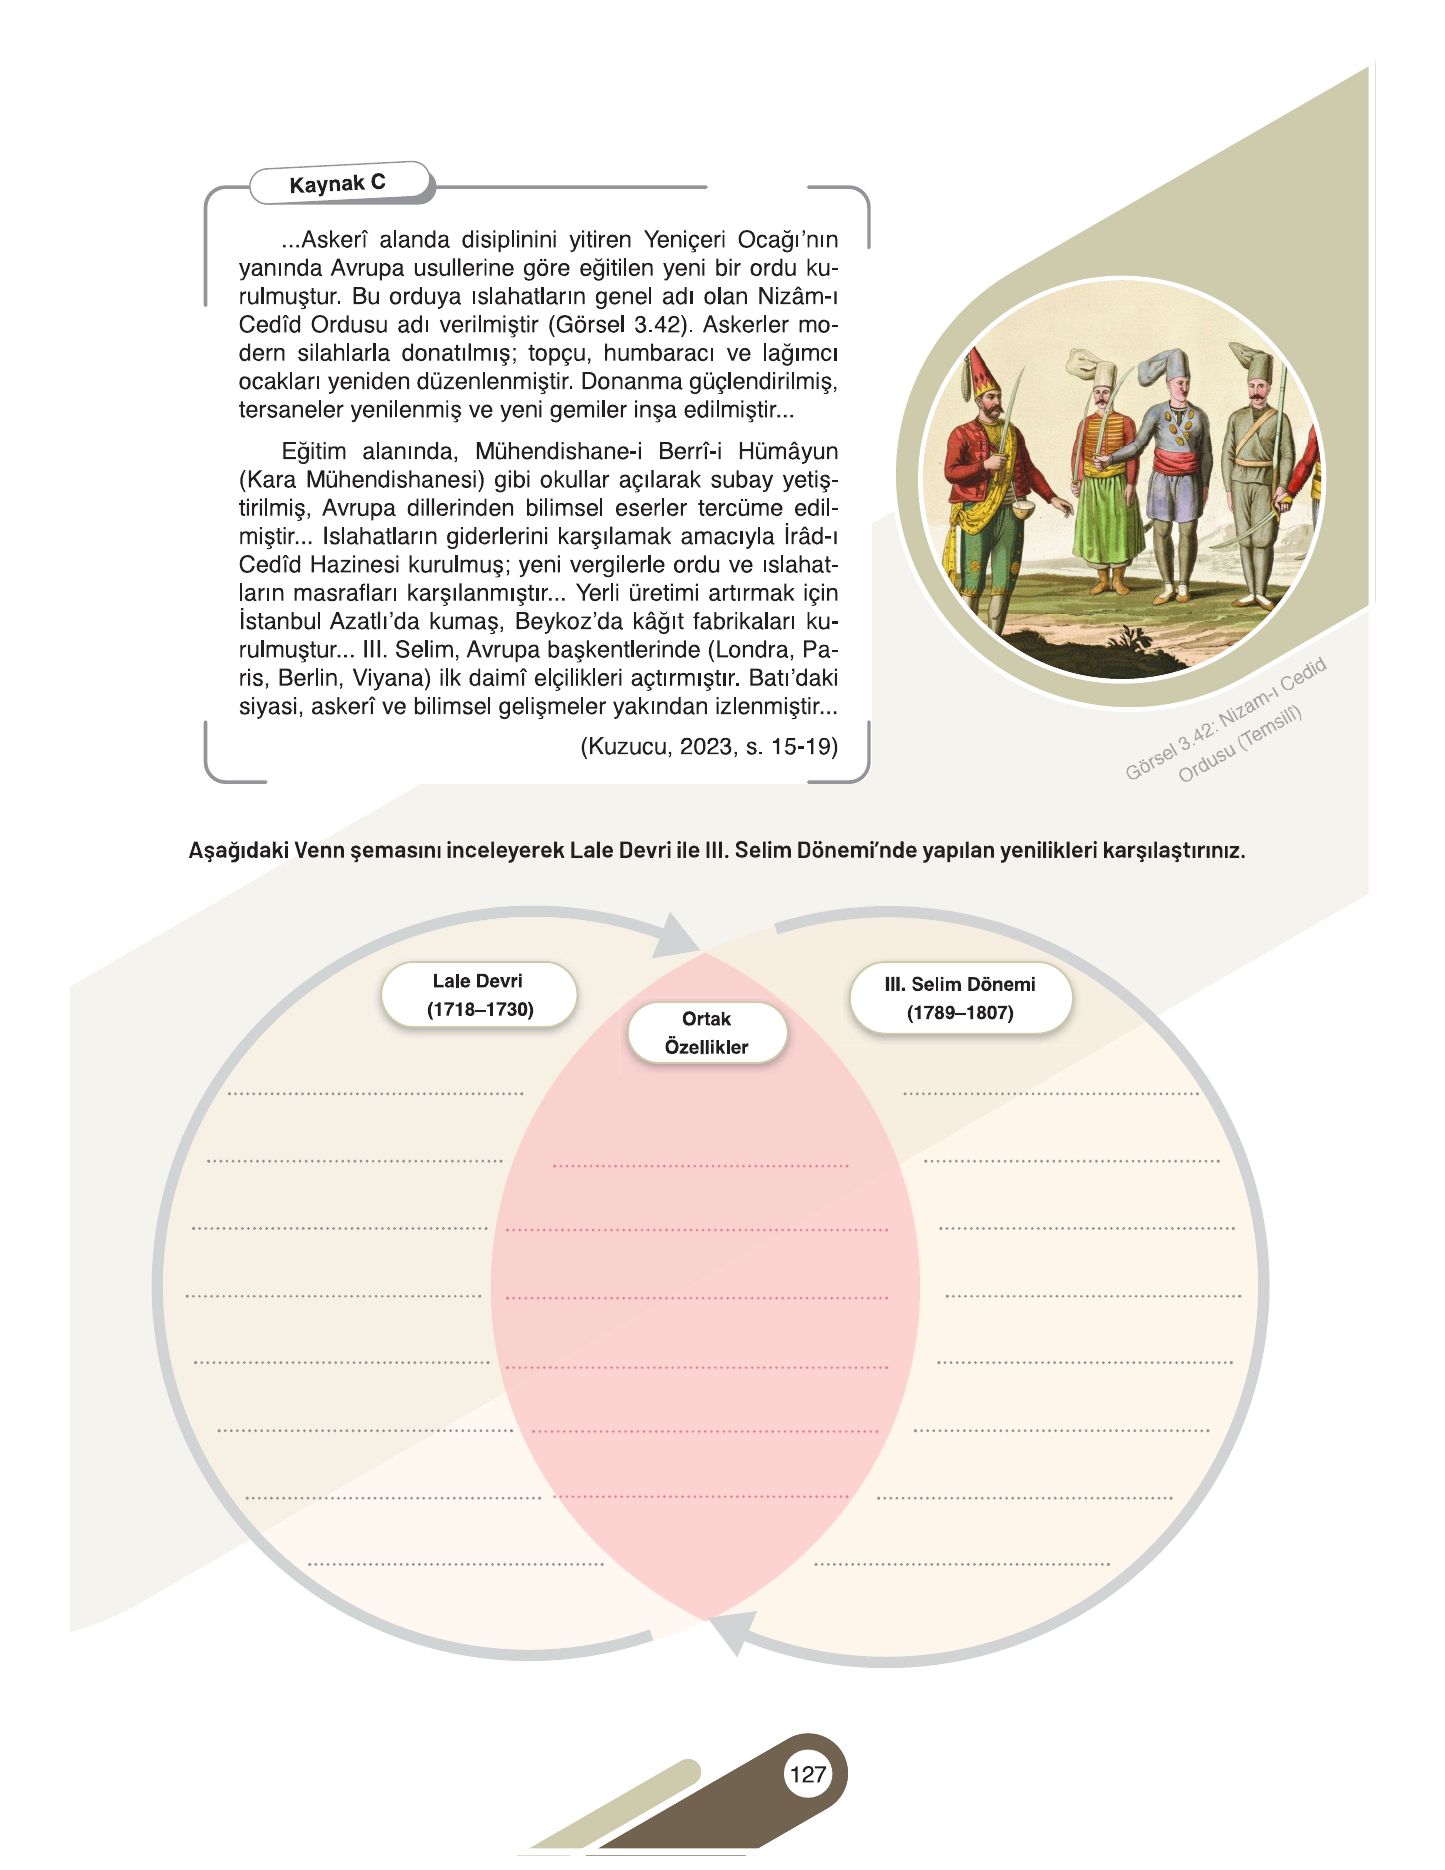 Kaynak C
...Askerî alanda disiplinini yitiren Yeniçeri Ocağı’nın
yanında Avrupa usullerine göre eğitilen yeni bir ordu ku-
rulmuştur. Bu orduya ıslahatların genel adı olan Nizâm-ı
Cedîd Ordusu adı verilmiştir (Görsel 3.42). Askerler mo-
dern silahlarla donatılmış; topçu, humbaracı ve lağımcı
ocakları yeniden düzenlenmiştir. Donanma güçlendirilmiş,
tersaneler yenilenmiş ve yeni gemiler inşa edilmiştir...
Eğitim alanında, Mühendishane-i Berrî-i Hümâyun
(Kara Mühendishanesi) gibi okullar açılarak subay yetiş-
tirilmiş, Avrupa dillerinden bilimsel eserler tercüme edil-
miştir... Islahatların giderlerini karşılamak amacıyla İrâd-ı
Cedîd Hazinesi kurulmuş; yeni vergilerle ordu ve ıslahat-
ların masrafları karşılanmıştır... Yerli üretimi artırmak için
İstanbul Azatlı’da kumaş, Beykoz’da kâğıt fabrikaları ku-
rulmuştur... III. Selim, Avrupa başkentlerinde (Londra, Pa-
ris, Berlin, Viyana) ilk daimî elçilikleri açtırmıştır. Batı’daki
siyasi, askerî ve bilimsel gelişmeler yakından izlenmiştir...
(Kuzucu, 2023, s. 15-19)
Görsel 3.42: Nizam-ı Cedid
Ordusu (Temsilî)
Aşağıdaki Venn şemasını inceleyerek Lale Devri ile III. Selim Dönemi’nde yapılan yenilikleri karşılaştırınız.
Lale Devri
(1718–1730)
Ortak
Özellikler
III. Selim Dönemi
(1789–1807)
127